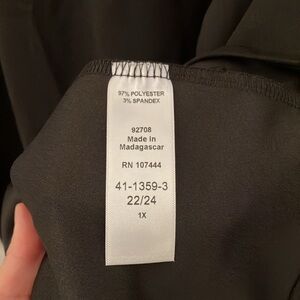 97% POLYESTER
3% SPANDEX
92708
Made In
Madagascar
RN 107444
41-1359-3
22/24
1X